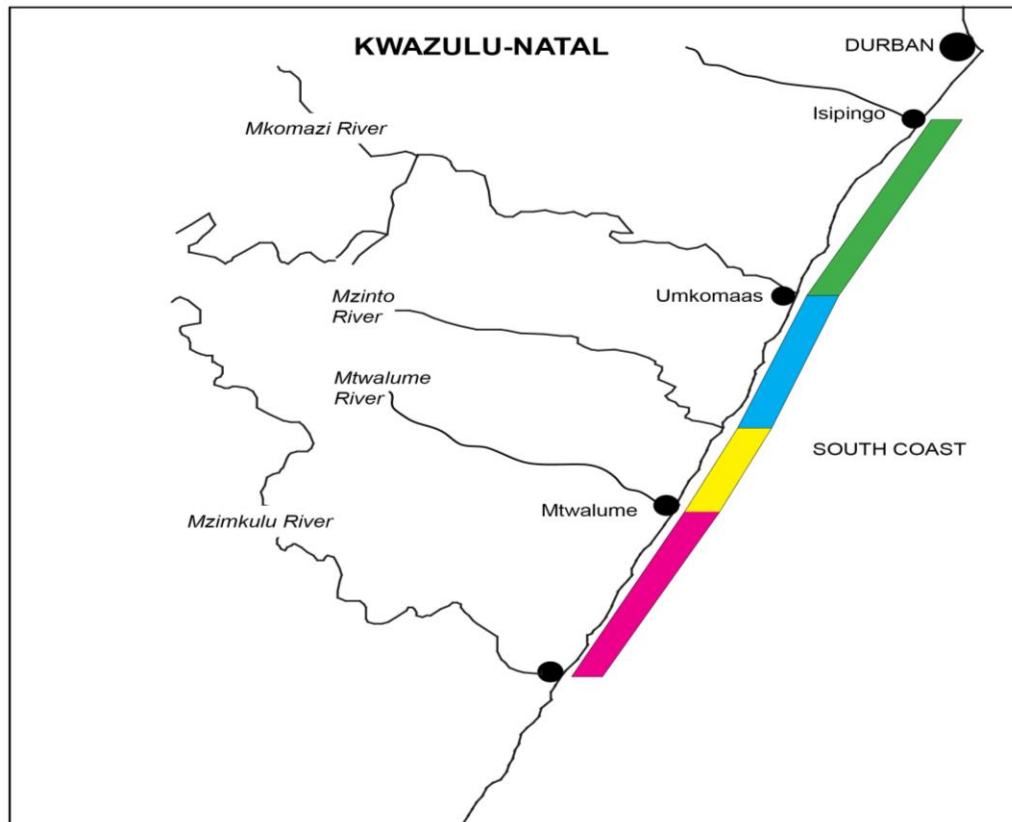 KWAZULU-NATAL
DURBAN
Isipingo
Mkomazi River
Umkomaas
Mzinto
River
Mtwalume
River
SOUTH COAST
Mtwalume
Mzimkulu River